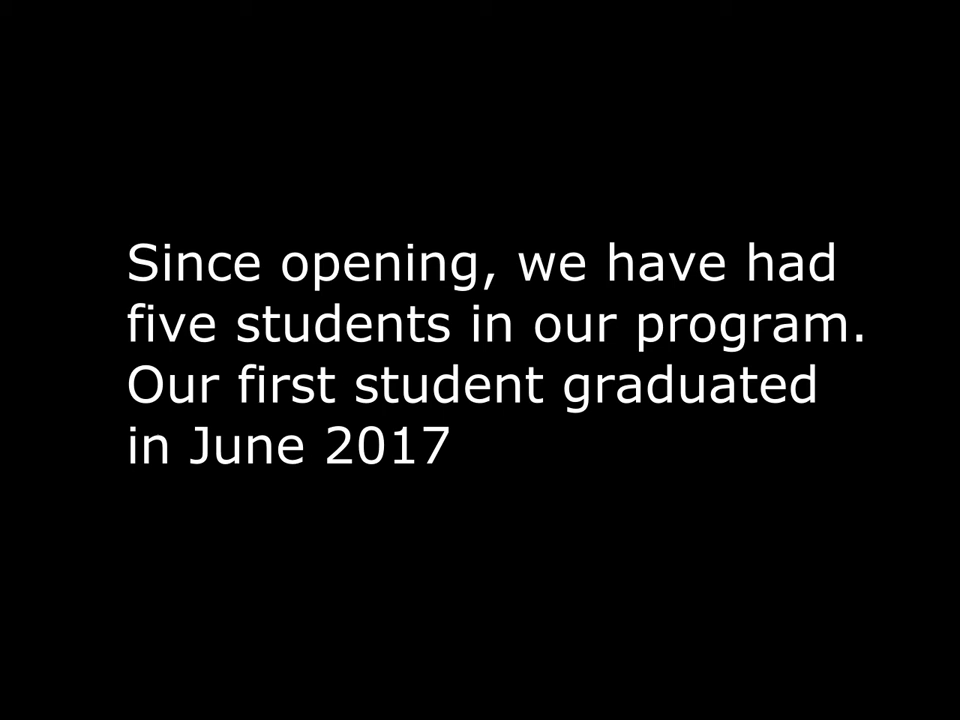 Since opening, we have had
five students in our program.
Our first student graduated
in June 2017